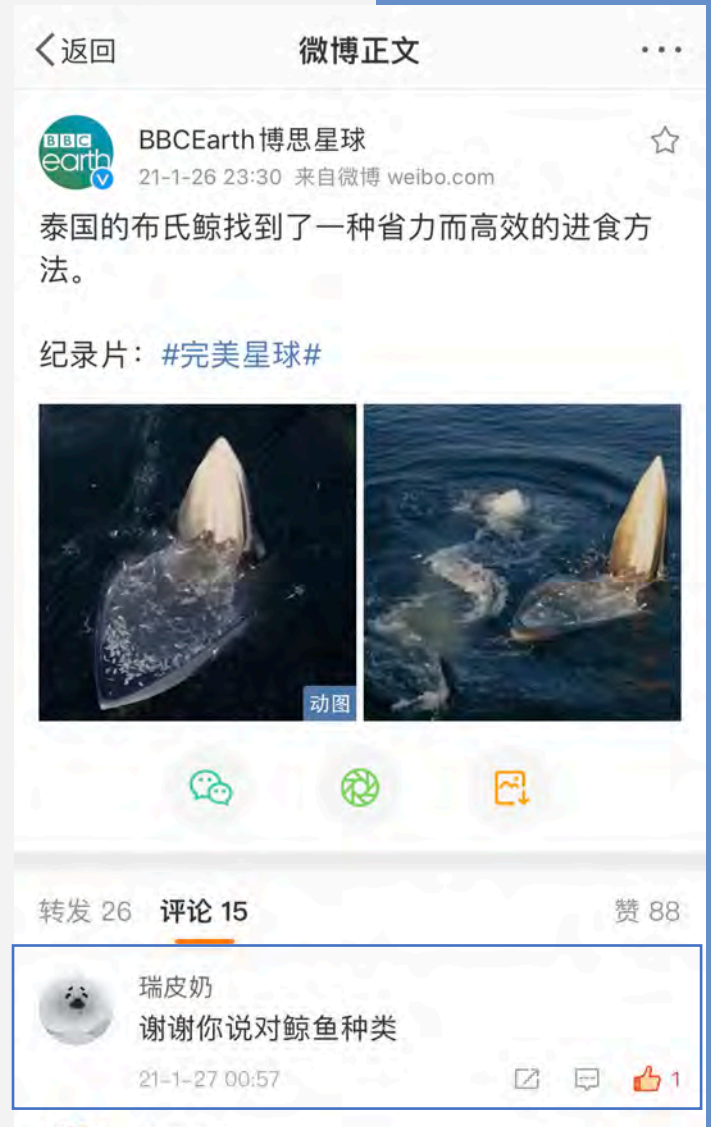 返回
微博正文
BBC
earth
BBCEarth博思星球
21-1-26 23:30 来自微博 weibo.com
泰国的布氏鲸找到了一种省力而高效的进食方
法。
纪录片：#完美星球#
动图
转发 26 评论 15 赞 88
瑞皮奶
谢谢你说对鲸鱼种类
21-1-27 00:57
1